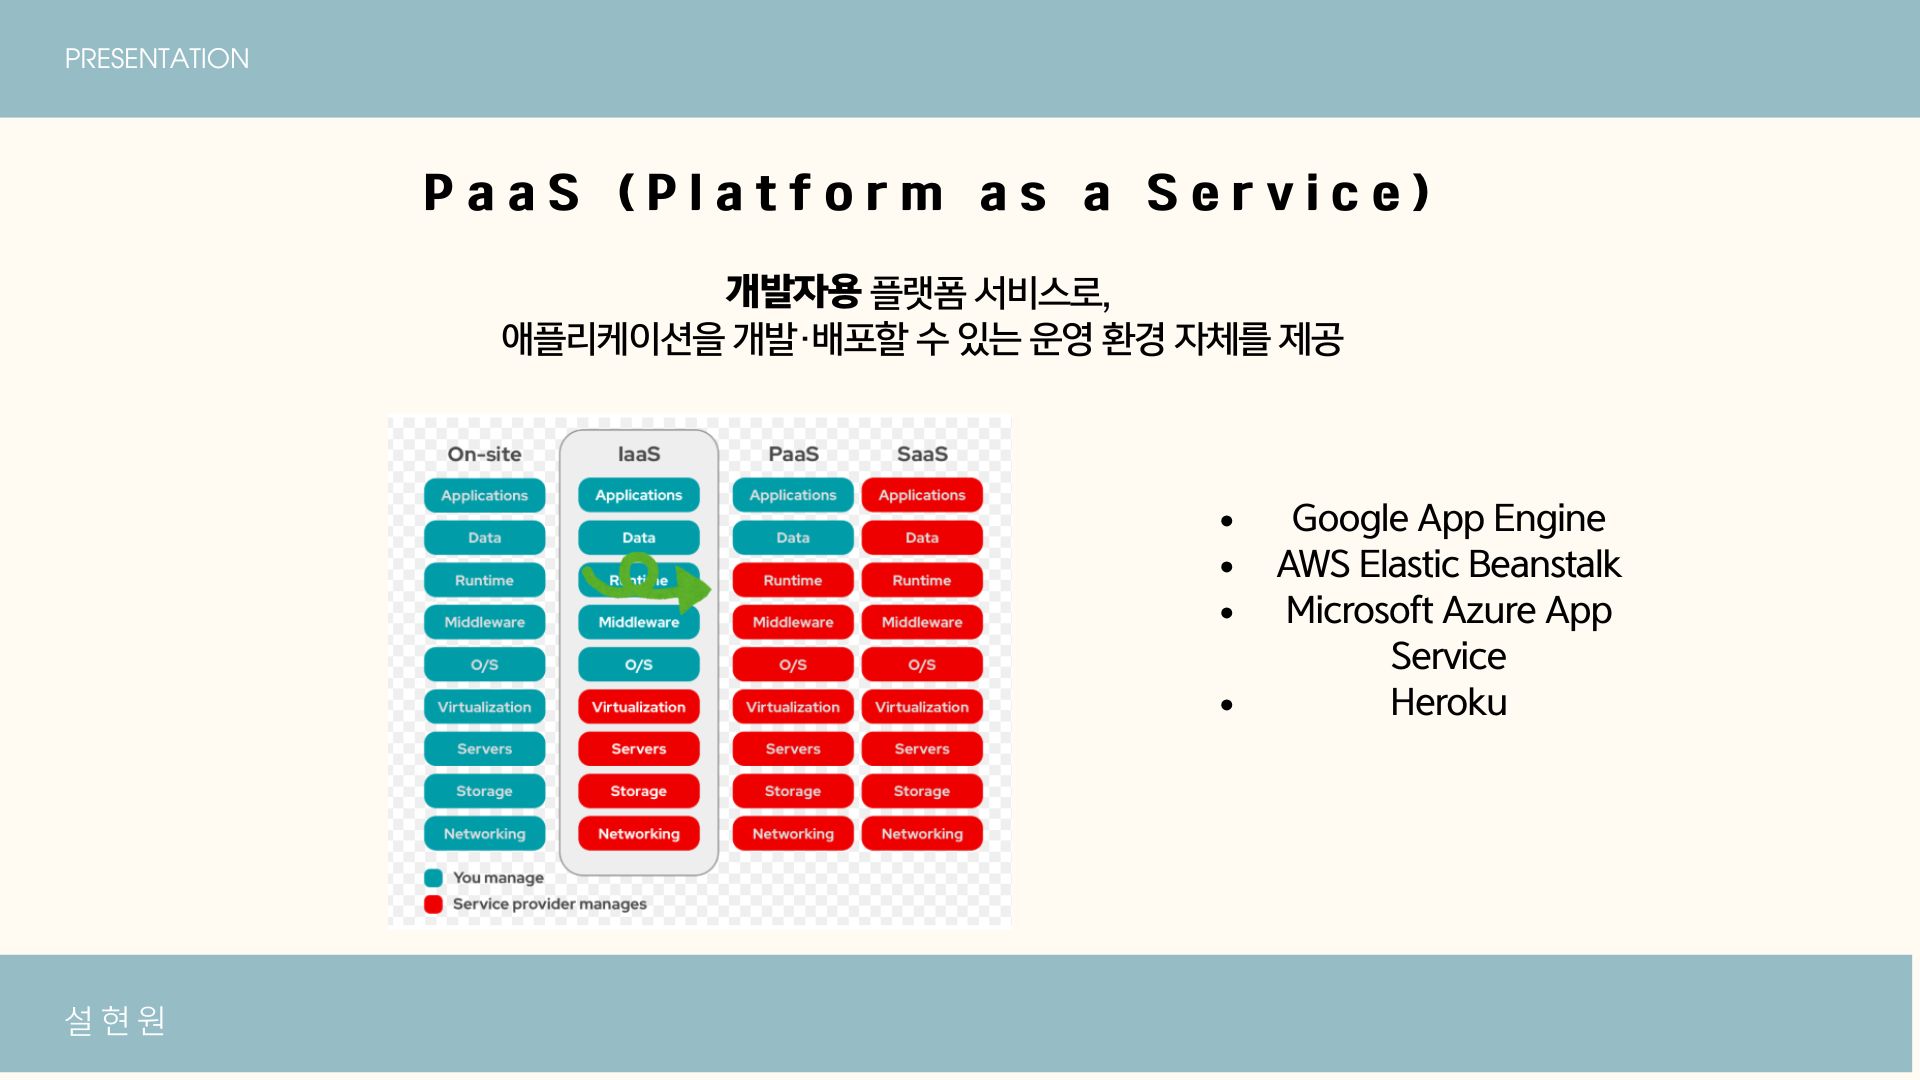 PRESENTATION
PaaS (Platform as a Service)
개발자용 플랫폼 서비스로,
애플리케이션을 개발·배포할 수 있는 운영 환경 자체를 제공
On-site IaaS PaaS SaaS
Applications Applications Applications Applications
Data Data Data Data
Runtime Runtime Runtime Runtime
Middleware Middleware Middleware Middleware
O/S O/S O/S O/S
Virtualization Virtualization Virtualization Virtualization
Servers Servers Servers Servers
Storage Storage Storage Storage
Networking Networking Networking Networking
You manage
Service provider manages
• Google App Engine
• AWS Elastic Beanstalk
• Microsoft Azure App
Service
• Heroku
설현원